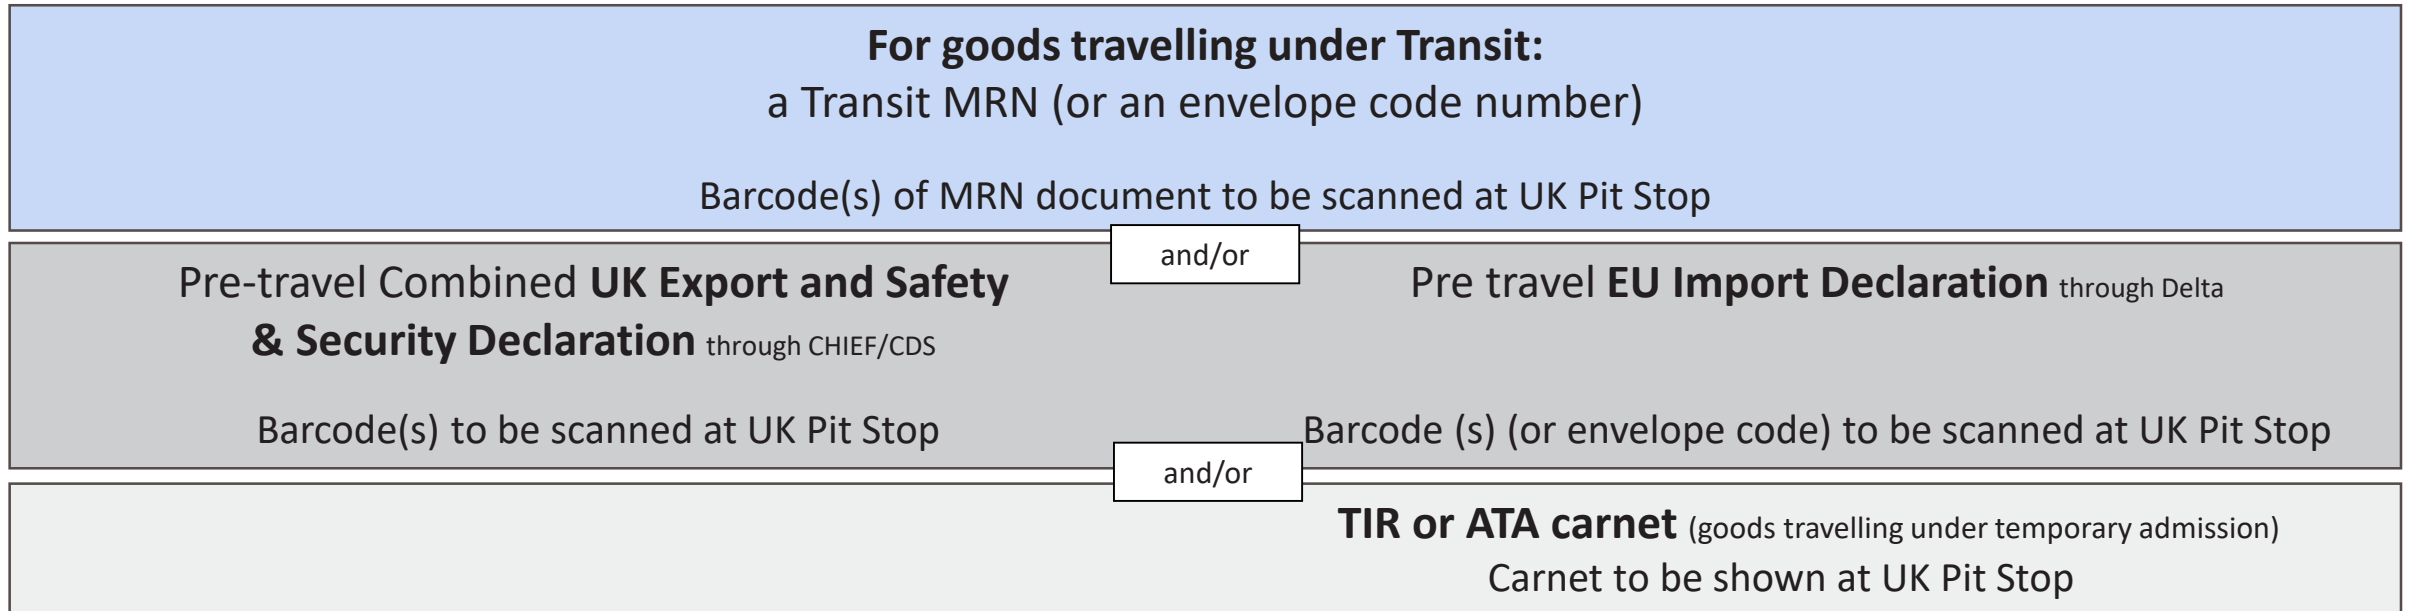 For goods travelling under Transit:
a Transit MRN (or an envelope code number)
Barcode(s) of MRN document to be scanned at UK Pit Stop
and/or
Pre-travel Combined UK Export and Safety
& Security Declaration through CHIEF/CDS
Barcode(s) to be scanned at UK Pit Stop
Pre travel EU Import Declaration through Delta
Barcode (s) (or envelope code) to be scanned at UK Pit Stop
and/or
TIR or ATA carnet (goods travelling under temporary admission)
Carnet to be shown at UK Pit Stop